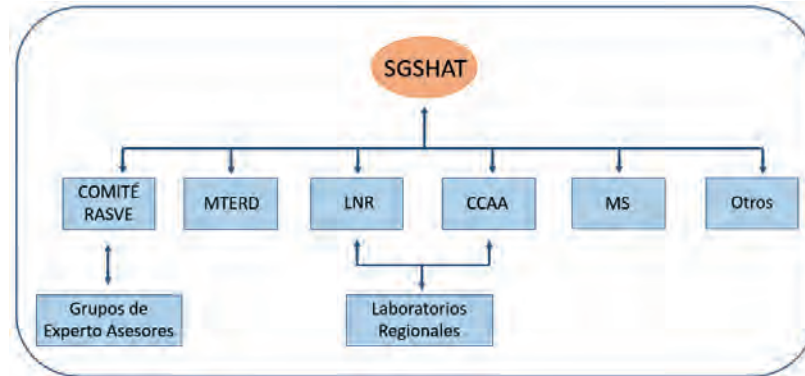 SGSHAT
COMITÉ
RASVE
MTERD
LNR
CCAA
MS
Otros
Grupos de
Experto Asesores
Laboratorios
Regionales